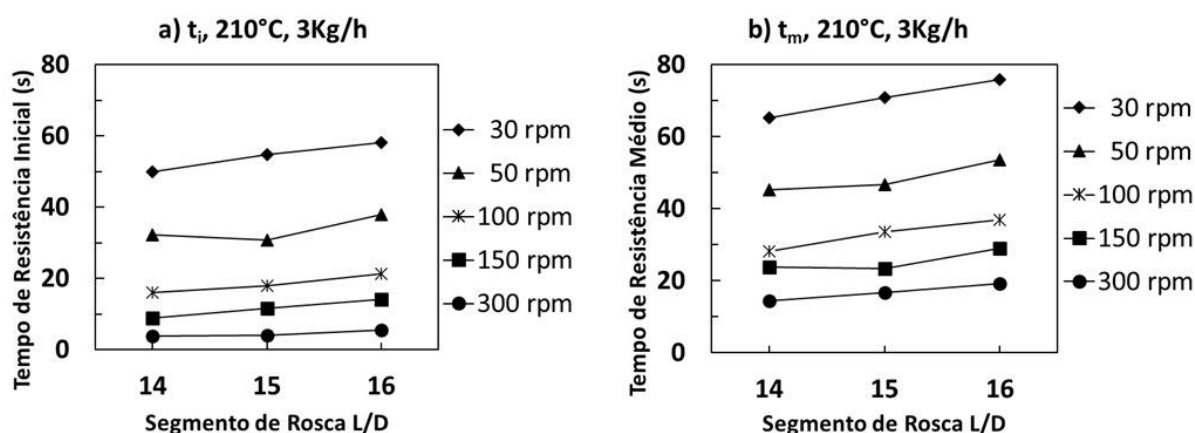 a) tᵢ, 210°C, 3Kg/h
Tempo de Resistência Inicial (s)
80
60
40
20
0
14 15 16
Segmento de Rosca L/D
30 rpm
50 rpm
100 rpm
150 rpm
300 rpm
b) tₘ, 210°C, 3Kg/h
Tempo de Resistência Médio (s)
80
60
40
20
0
14 15 16
Segmento de Rosca L/D
30 rpm
50 rpm
100 rpm
150 rpm
300 rpm